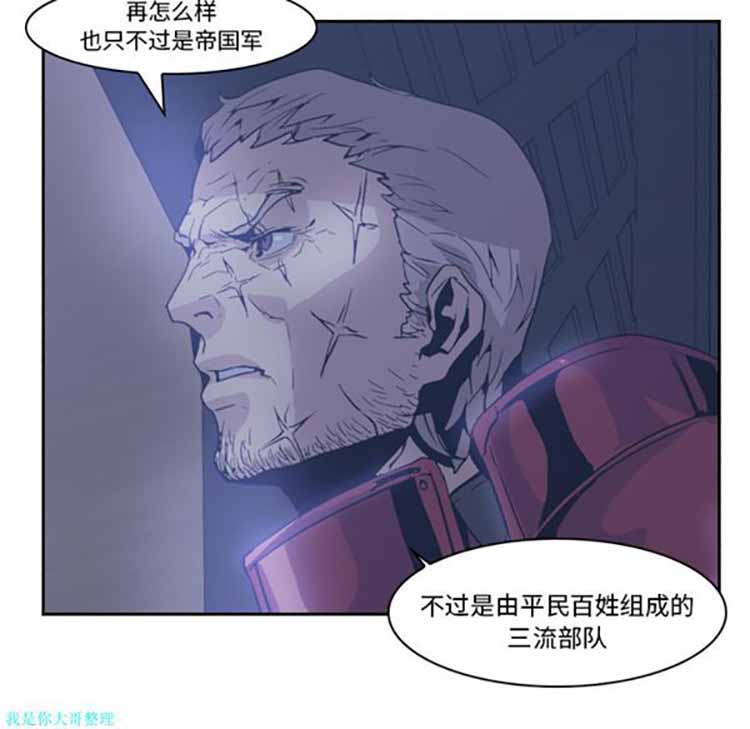 再怎么样
也只不过是帝国军
不过是由平民百姓组成的
三流部队
我是你大哥整理